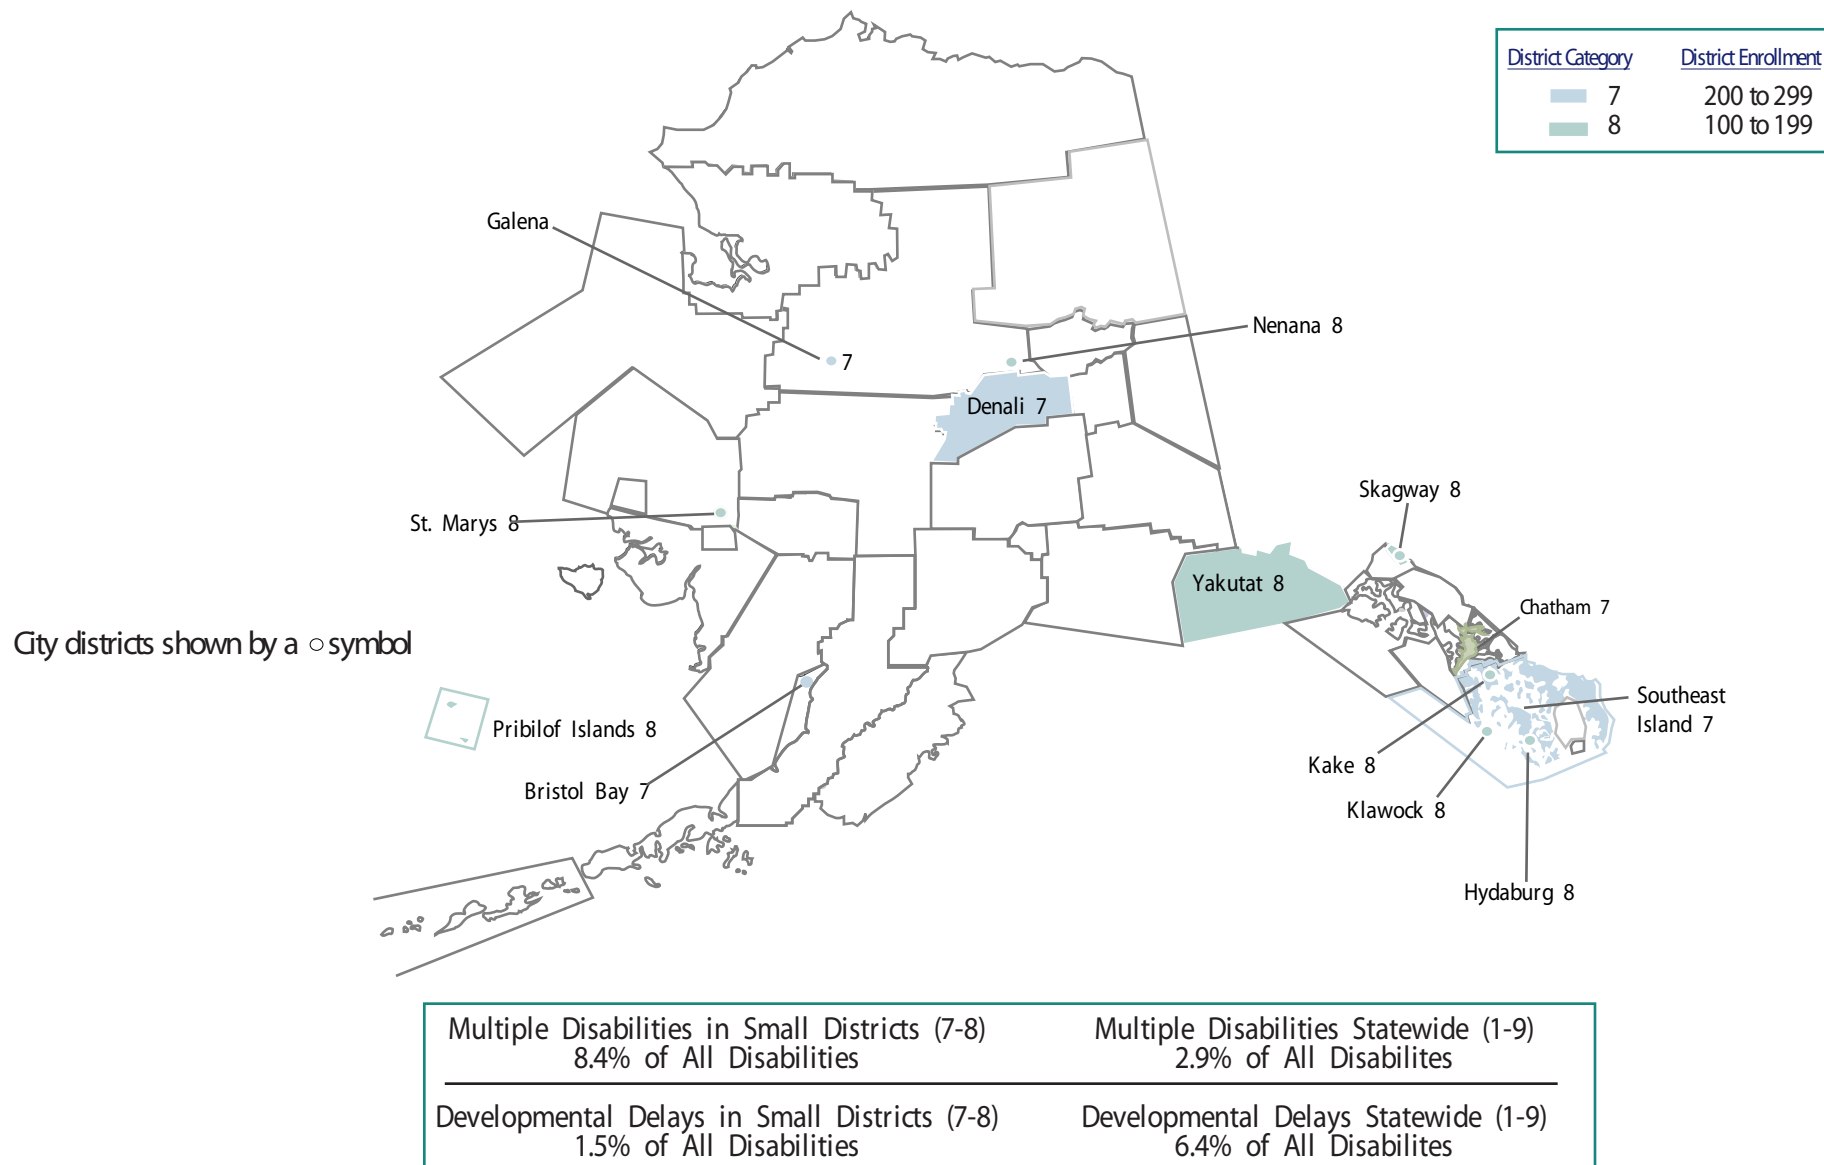 District Category District Enrollment
7 200 to 299
8 100 to 199
Galena
7
Nenana 8
Denali 7
St. Marys 8
Skagway 8
Yakutat 8
Chatham 7
City districts shown by a ○ symbol
Southeast
Island 7
Pribilof Islands 8
Bristol Bay 7
Kake 8
Klawock 8
Hydaburg 8
Multiple Disabilities in Small Districts (7-8)
8.4% of All Disabilities
Multiple Disabilities Statewide (1-9)
2.9% of All Disabilites
Developmental Delays in Small Districts (7-8)
1.5% of All Disabilities
Developmental Delays Statewide (1-9)
6.4% of All Disabilites